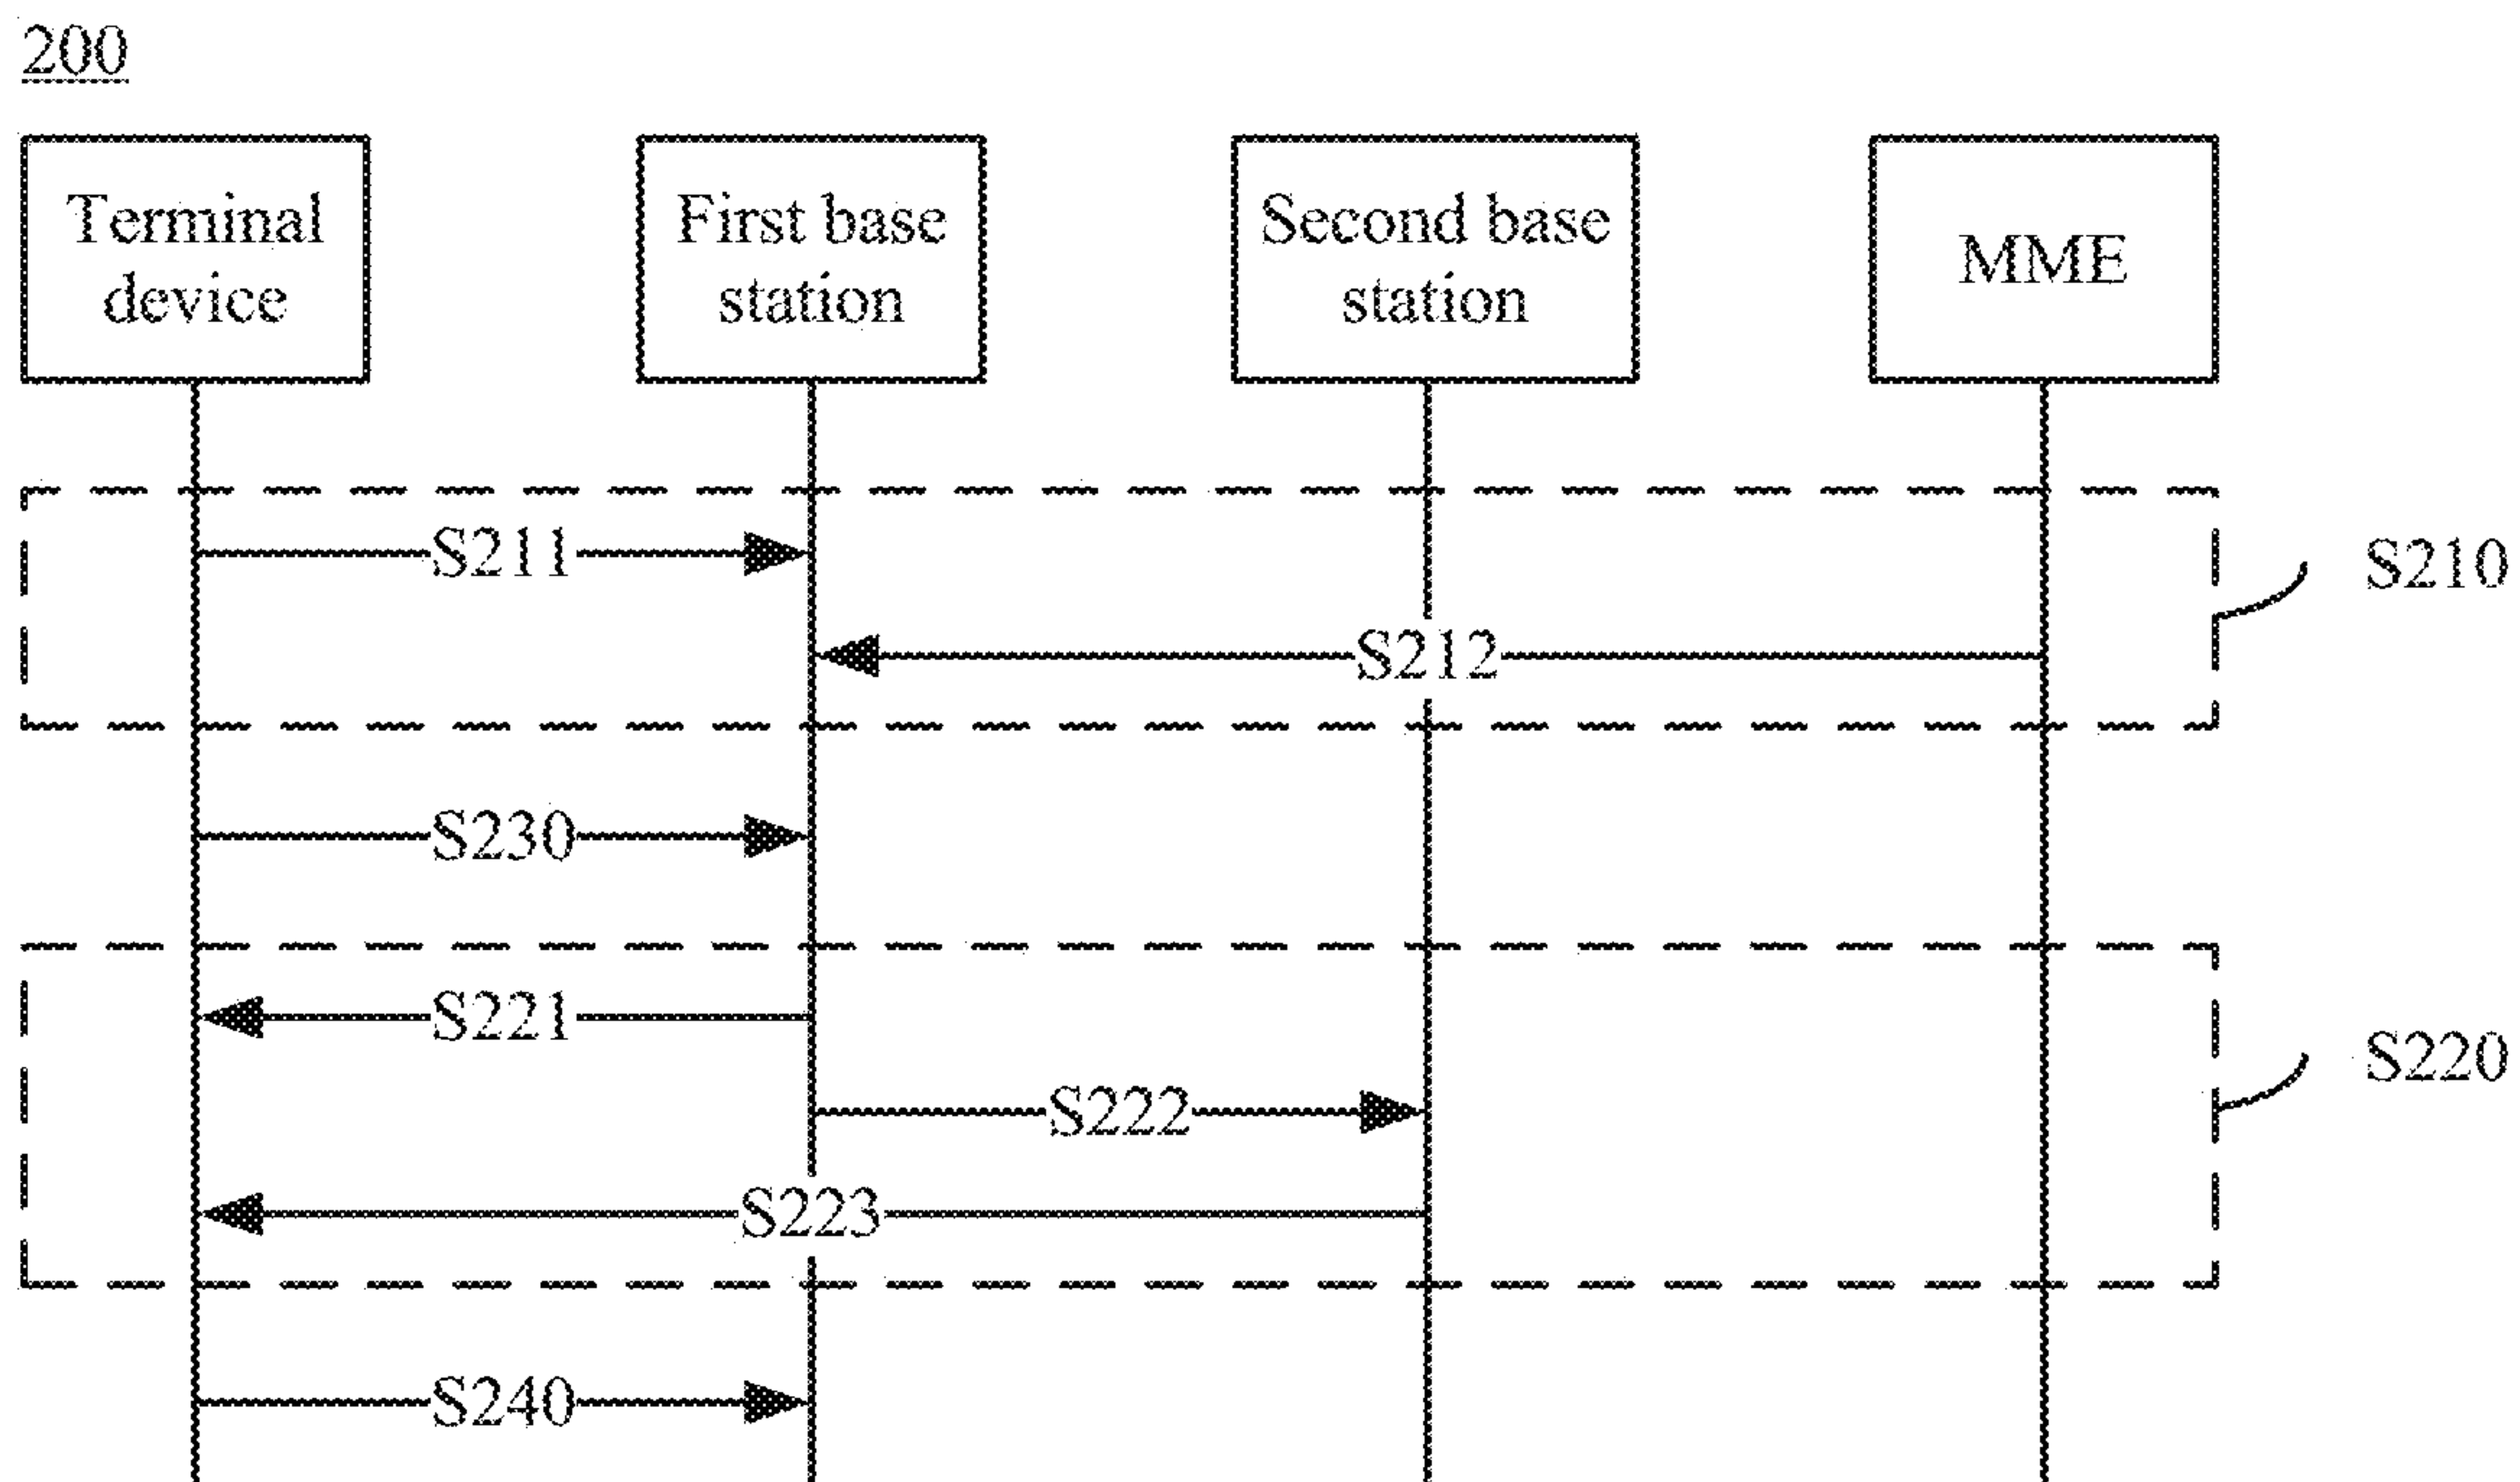 200
Terminal
device
First base
station
Second base
station
MME
S211
S210
S212
S230
S221
S220
S222
S223
S240